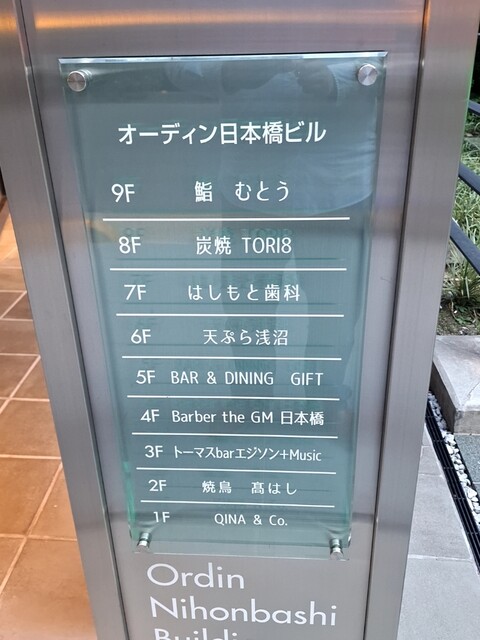 オーディン日本橋ビル
9F 鮨 むとう
8F 炭焼 TORI8
7F はしもと歯科
6F 天ぷら浅沼
5F BAR & DINING GIFT
4F Barber the GM 日本橋
3F トーマスbarエジソン+Music
2F 焼鳥 髙はし
1F QINA & Co.
Ordin
Nihonbashi
Building